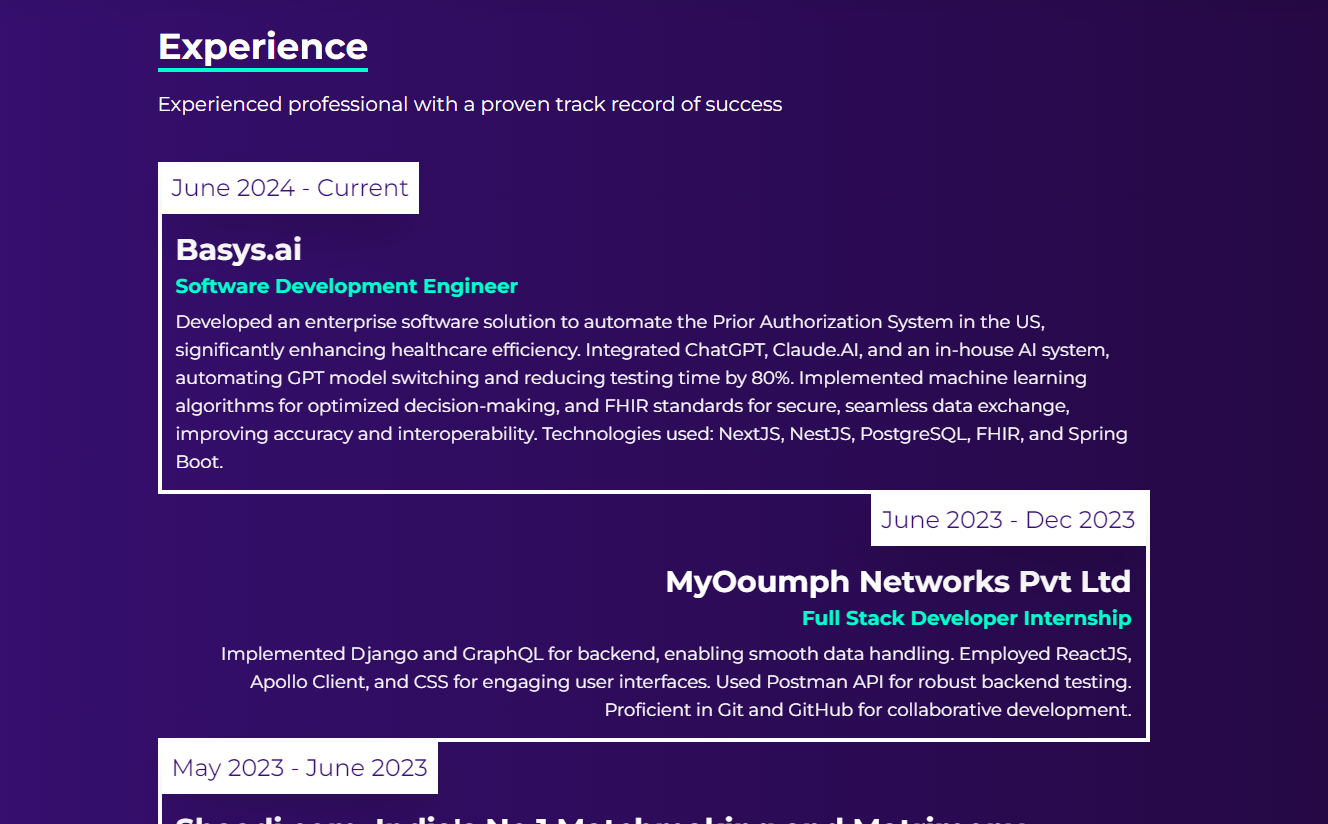 Experience
Experienced professional with a proven track record of success
June 2024 - Current
Basys.ai
Software Development Engineer
Developed an enterprise software solution to automate the Prior Authorization System in the US,
significantly enhancing healthcare efficiency. Integrated ChatGPT, Claude.AI, and an in-house AI system,
automating GPT model switching and reducing testing time by 80%. Implemented machine learning
algorithms for optimized decision-making, and FHIR standards for secure, seamless data exchange,
improving accuracy and interoperability. Technologies used: NextJS, NestJS, PostgreSQL, FHIR, and Spring
Boot.
June 2023 - Dec 2023
MyOoumph Networks Pvt Ltd
Full Stack Developer Internship
Implemented Django and GraphQL for backend, enabling smooth data handling. Employed ReactJS,
Apollo Client, and CSS for engaging user interfaces. Used Postman API for robust backend testing.
Proficient in Git and GitHub for collaborative development.
May 2023 - June 2023